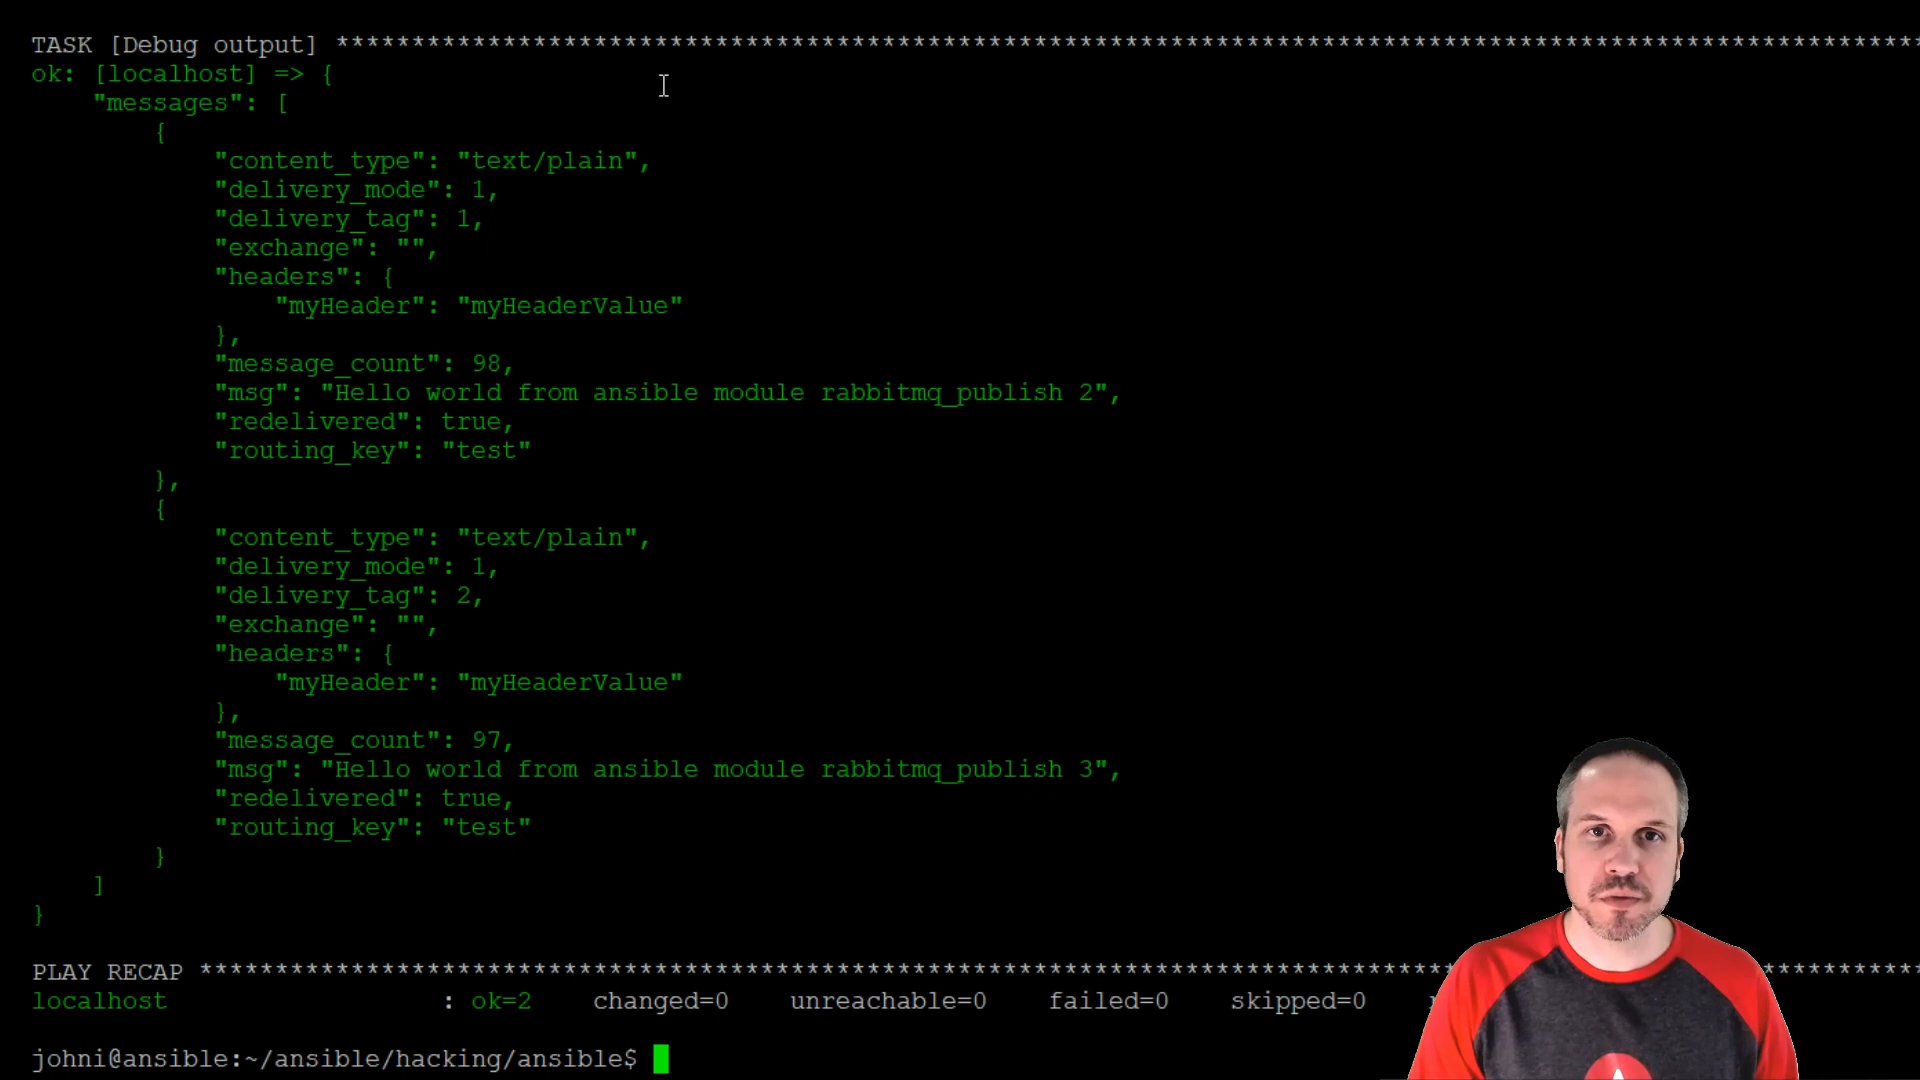 TASK [Debug output] ********************************************************************************************************
ok: [localhost] => {
    "messages": [
        {
            "content_type": "text/plain",
            "delivery_mode": 1,
            "delivery_tag": 1,
            "exchange": "",
            "headers": {
                "myHeader": "myHeaderValue"
            },
            "message_count": 98,
            "msg": "Hello world from ansible module rabbitmq_publish 2",
            "redelivered": true,
            "routing_key": "test"
        },
        {
            "content_type": "text/plain",
            "delivery_mode": 1,
            "delivery_tag": 2,
            "exchange": "",
            "headers": {
                "myHeader": "myHeaderValue"
            },
            "message_count": 97,
            "msg": "Hello world from ansible module rabbitmq_publish 3",
            "redelivered": true,
            "routing_key": "test"
        }
    ]
}
PLAY RECAP *****************************************************************************************************************
localhost                  : ok=2    changed=0    unreachable=0    failed=0    skipped=0
johni@ansible:~/ansible/hacking/ansible$